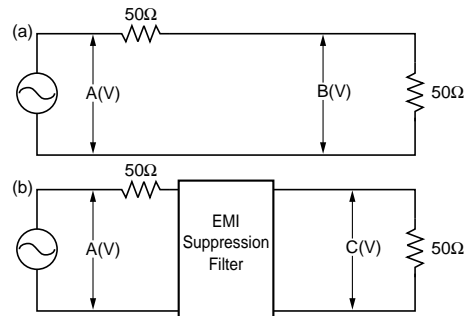 (a)
50Ω
A(V)
B(V)
50Ω
(b)
50Ω
A(V)
EMI
Suppression
Filter
C(V)
50Ω